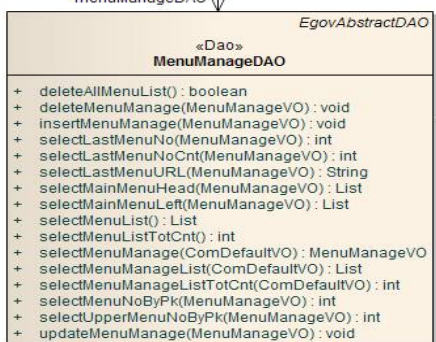 menuManageDAO
EgovAbstractDAO
«Dao»
MenuManageDAO
+ deleteAllMenuList() : boolean
+ deleteMenuManage(MenuManageVO) : void
+ insertMenuManage(MenuManageVO) : void
+ selectLastMenuNo(MenuManageVO) : int
+ selectLastMenuNoCnt(MenuManageVO) : int
+ selectLastMenuURL(MenuManageVO) : String
+ selectMainMenuHead(MenuManageVO) : List
+ selectMainMenuLeft(MenuManageVO) : List
+ selectMenuList() : List
+ selectMenuListTotCnt() : int
+ selectMenuManage(ComDefaultVO) : MenuManageVO
+ selectMenuManageList(ComDefaultVO) : List
+ selectMenuManageListTotCnt(ComDefaultVO) : int
+ selectMenuNoByPk(MenuManageVO) : int
+ selectUpperMenuNoByPk(MenuManageVO) : int
+ updateMenuManage(MenuManageVO) : void